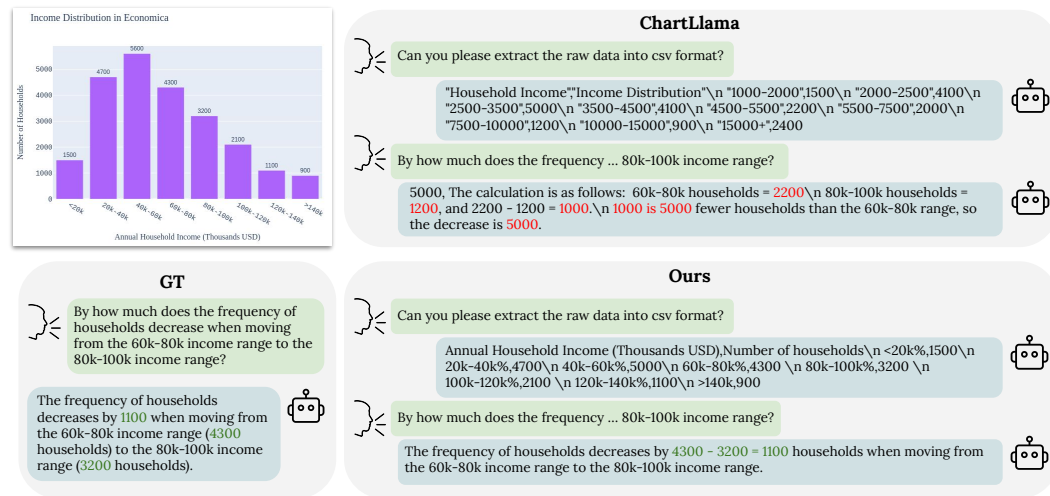 Income Distribution in Economica
Number of Households
5000
4000
3000
2000
1000
0
1500
4700
5600
4300
3200
2100
1100
900
<20k
20k-40k
40k-60k
60k-80k
80k-100k
100k-120k
120k-140k
>140k
Annual Household Income (Thousands USD)
ChartLlama
Can you please extract the raw data into csv format?
"Household Income","Income Distribution"\n "1000-2000",1500\n "2000-2500",4100\n
"2500-3500",5000\n "3500-4500",4100\n "4500-5500",2200\n "5500-7500",2000\n
"7500-10000",1200\n "10000-15000",900\n "15000+",2400
By how much does the frequency ... 80k-100k income range?
5000, The calculation is as follows: 60k-80k households = 2200\n 80k-100k households =
1200, and 2200 - 1200 = 1000.\n 1000 is 5000 fewer households than the 60k-80k range, so
the decrease is 5000.
GT
By how much does the frequency of
households decrease when moving
from the 60k-80k income range to the
80k-100k income range?
The frequency of households
decreases by 1100 when moving from
the 60k-80k income range (4300
households) to the 80k-100k income
range (3200 households).
Ours
Can you please extract the raw data into csv format?
Annual Household Income (Thousands USD),Number of households\n <20k%,1500\n
20k-40k%,4700\n 40k-60k%,5000\n 60k-80k%,4300 \n 80k-100k%,3200 \n
100k-120k%,2100 \n 120k-140k%,1100\n >140k,900
By how much does the frequency ... 80k-100k income range?
The frequency of households decreases by 4300 - 3200 = 1100 households when moving from
the 60k-80k income range to the 80k-100k income range.